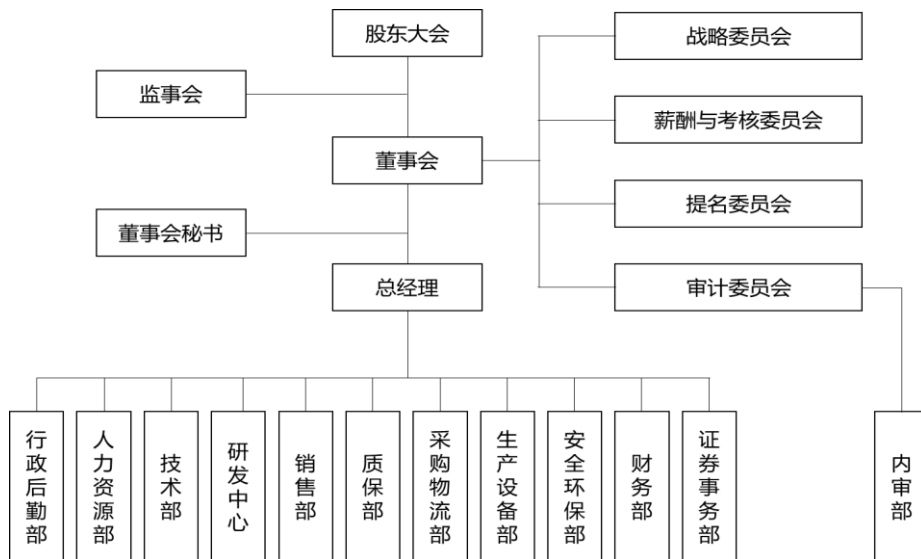 股东大会
战略委员会
监事会
薪酬与考核委员会
董事会
提名委员会
董事会秘书
总经理
审计委员会
行政后勤部
人力资源部
技术部
研发中心
销售部
质保部
采购物流部
生产设备部
安全环保部
财务部
证券事务部
内审部